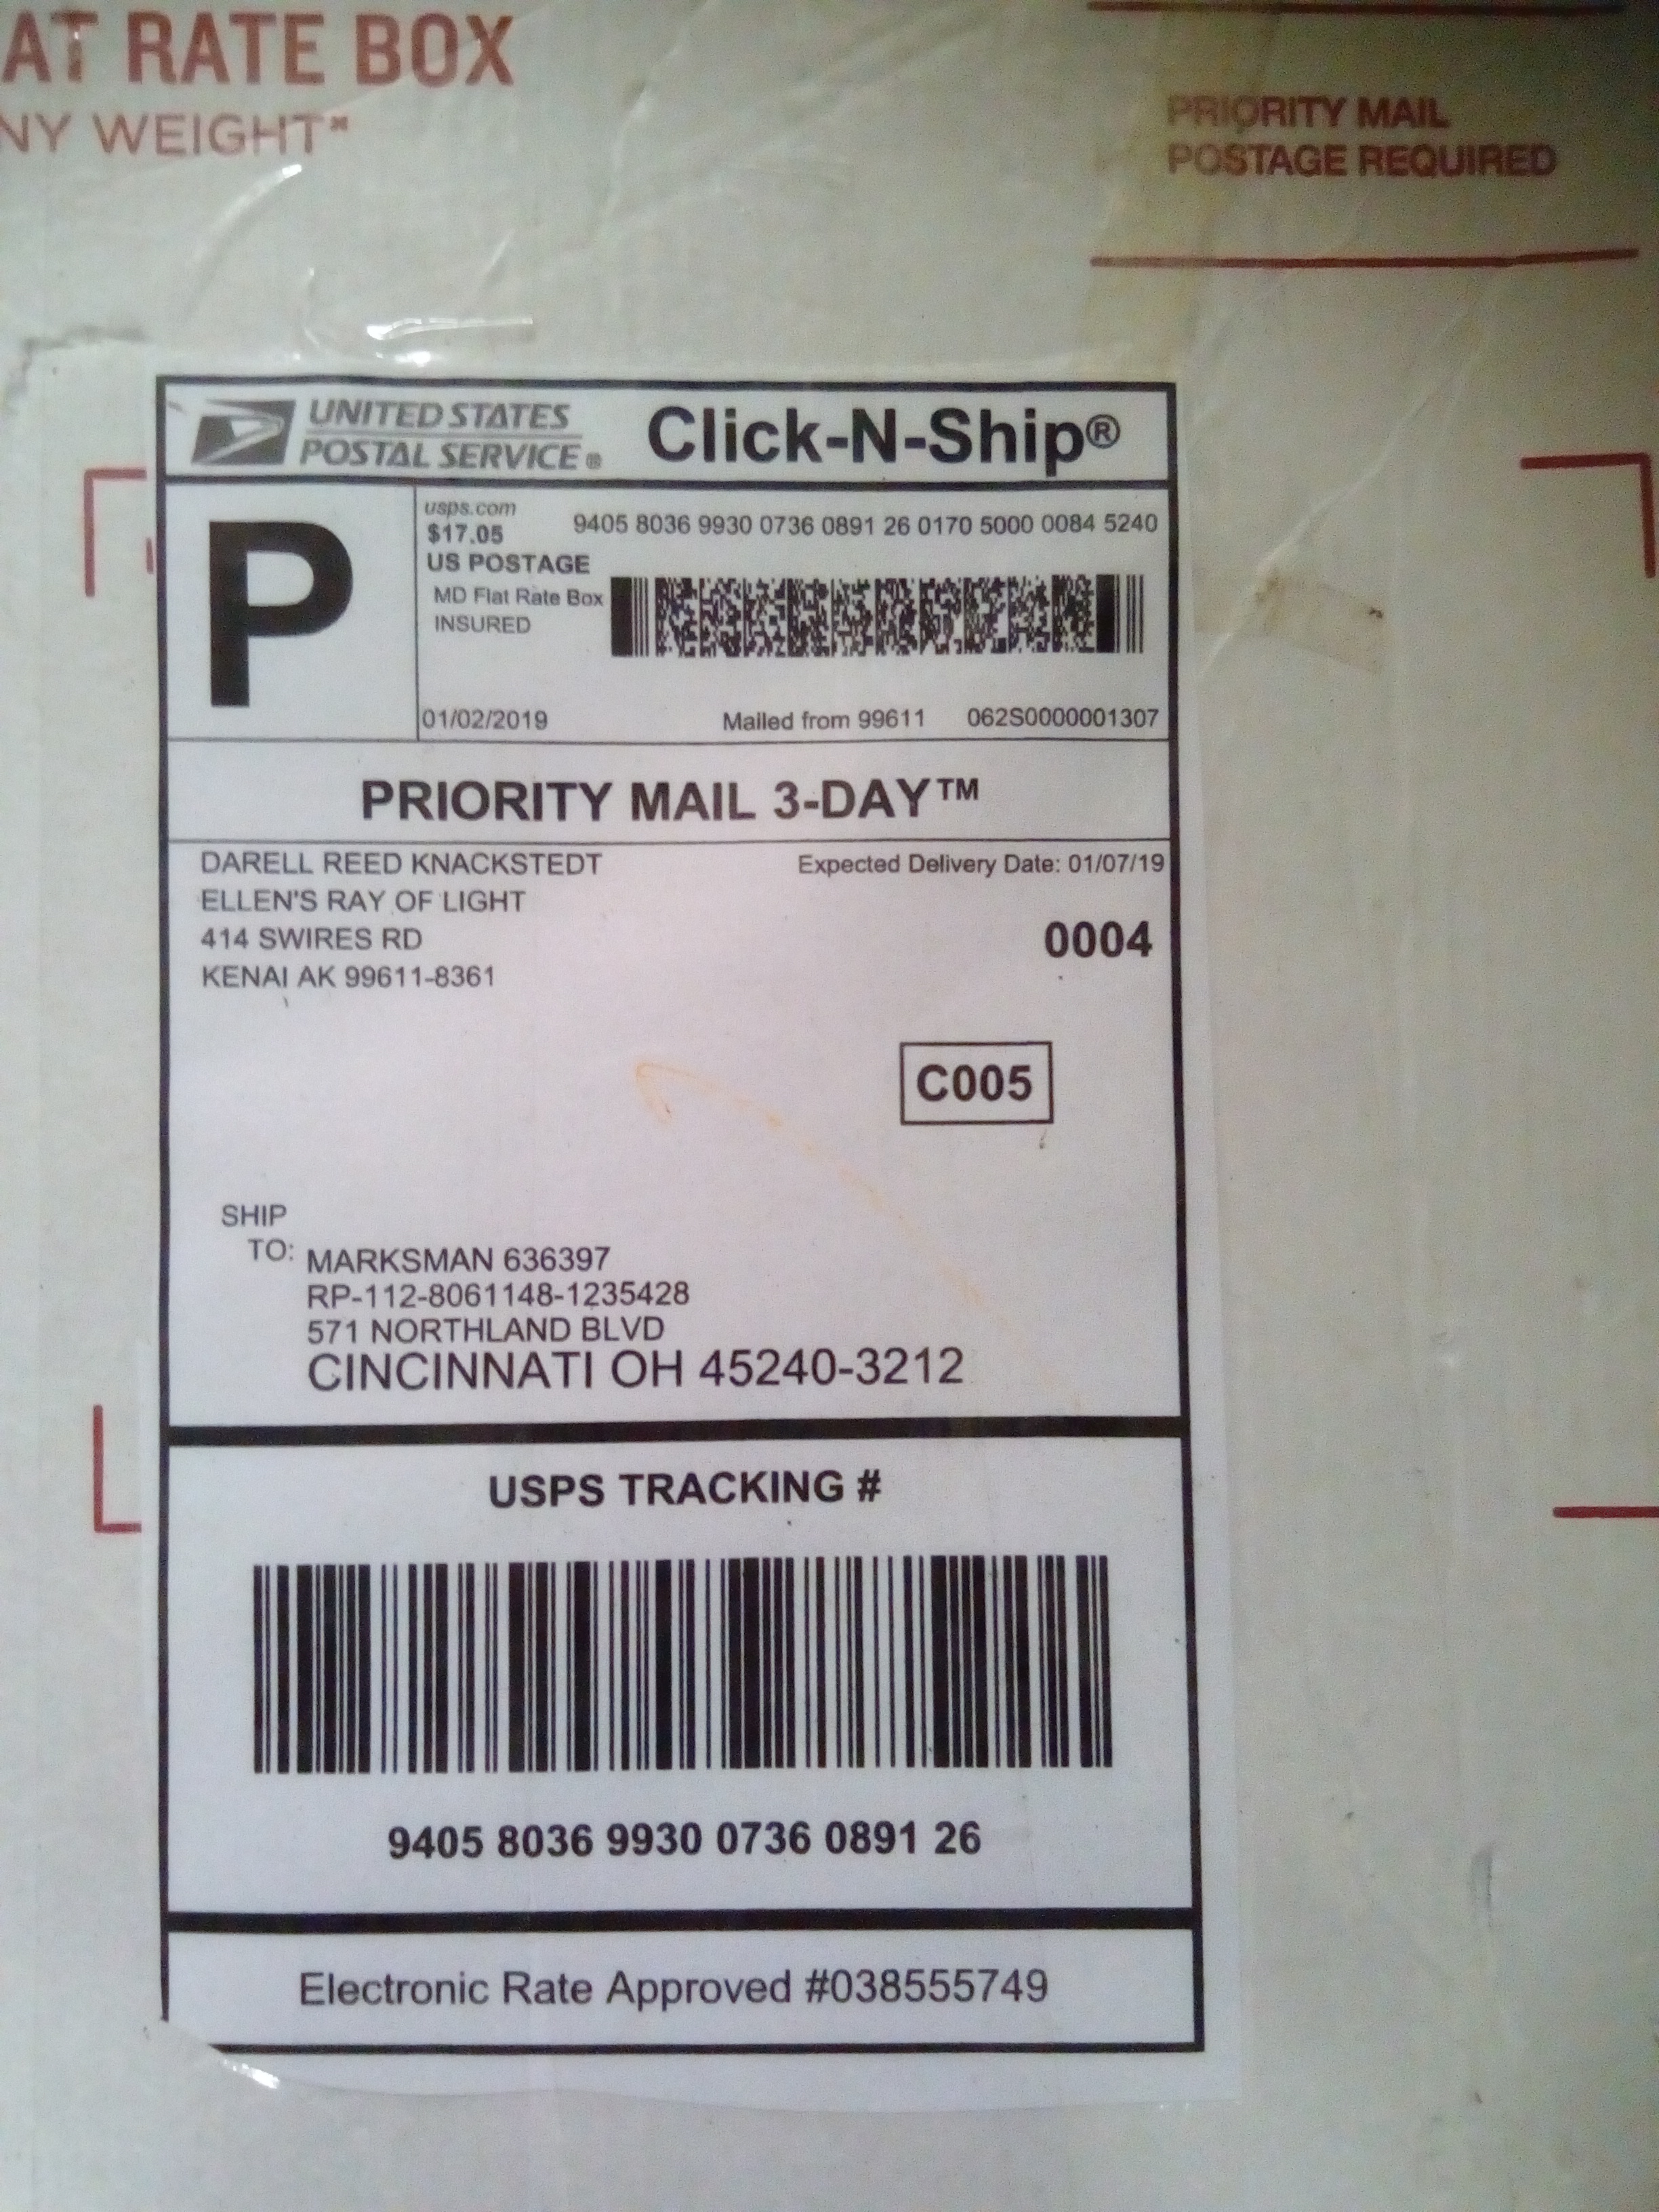 AT RATE BOX
NY WEIGHT*
PRIORITY MAIL
POSTAGE REQUIRED
UNITED STATES
POSTAL SERVICE®
Click-N-Ship®
P
usps.com
$17.05
9405 8036 9930 0736 0891 26 0170 5000 0084 5240
US POSTAGE
MD Flat Rate Box
INSURED
01/02/2019
Mailed from 99611
062S0000001307
PRIORITY MAIL 3-DAY™
DARELL REED KNACKSTEDT
Expected Delivery Date: 01/07/19
ELLEN'S RAY OF LIGHT
414 SWIRES RD
0004
KENAI AK 99611-8361
C005
SHIP
TO:
MARKSMAN 636397
RP-112-8061148-1235428
571 NORTHLAND BLVD
CINCINNATI OH 45240-3212
USPS TRACKING #
9405 8036 9930 0736 0891 26
Electronic Rate Approved #038555749